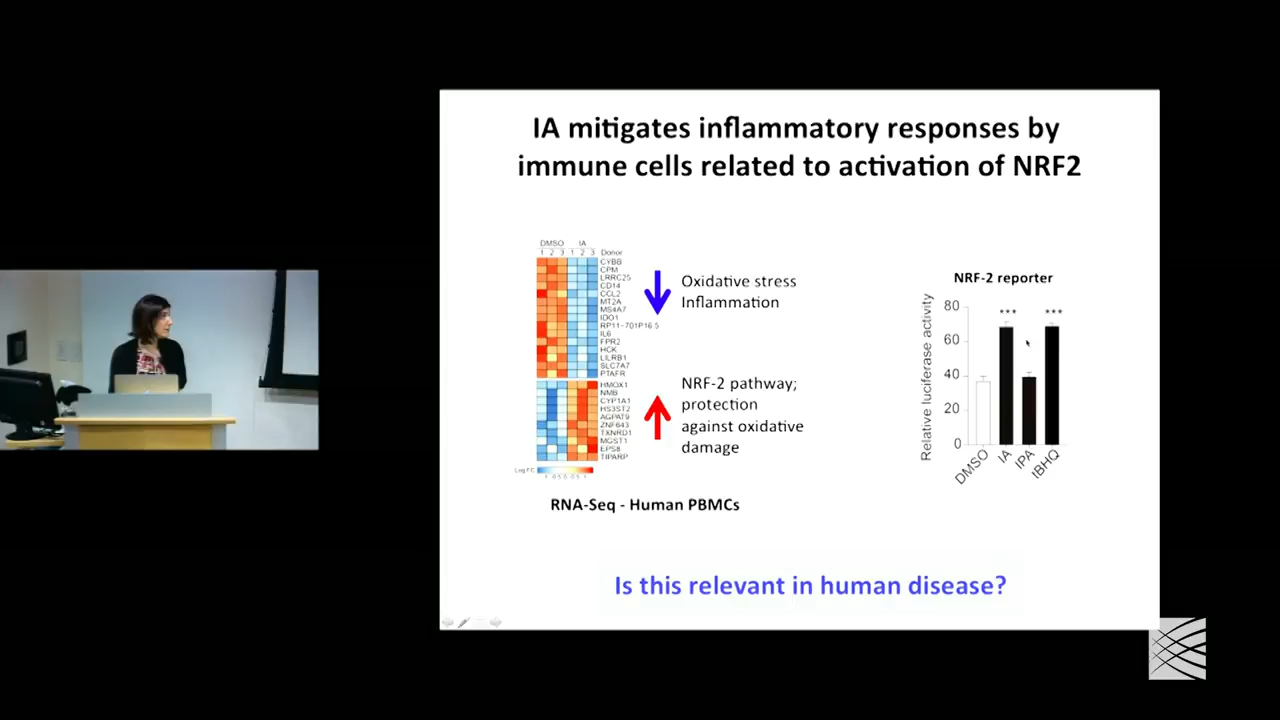 IA mitigates inflammatory responses by
immune cells related to activation of NRF2
DMSO IA
1 2 3 1 2 3 Donor
CYBB
CPM
LRRC25
CD14
CCL2
MT2A
MS4A7
IDO1
RP11-701P16.5
IL6
FPR2
HCK
LILRB1
SLC7A7
PTAFR
HMOX1
NMB
CYP1A1
HS3ST2
AGPAT9
ZNF643
TXNRD1
MGST1
EPS8
TIPARP
Log FC
Oxidative stress
Inflammation
NRF-2 pathway;
protection
against oxidative
damage
RNA-Seq - Human PBMCs
NRF-2 reporter
Relative luciferase activity
80
60
40
20
0
*** ***
DMSO
IA
IPA
IBHQ
Is this relevant in human disease?